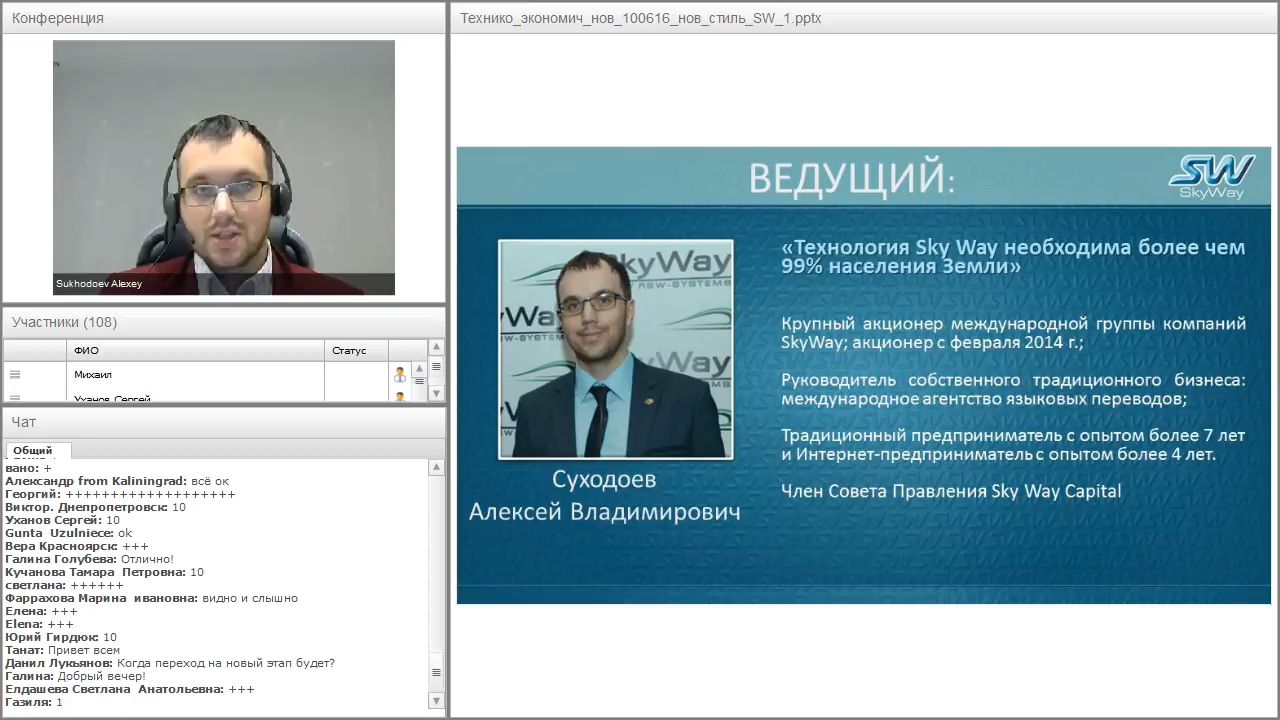 Конференция
Sukhodoev Alexey
Участники (108)
ФИО
Статус
Михаил
Уханов Сергей
Чат
Общий
вано: +
Александр from Kaliningrad: всё ок
Георгий: +++++++++++++++++++
Виктор. Днепропетровск: 10
Уханов Сергей: 10
Gunta Uzulniece: ok
Вера Красноярск: +++
Галина Голубева: Отлично!
Кучанова Тамара Петровна: 10
светлана: ++++++
Фаррахова Марина ивановна: видно и слышно
Елена: +++
Elena: +++
Юрий Гирдюк: 10
Танат: Привет всем
Данил Лукьянов: Когда переход на новый этап будет?
Галина: Добрый вечер!
Елдашева Светлана Анатольевна: +++
Газиля: 1
Технико_экономич_нов_100616_нов_стиль_SW_1.pptx
ВЕДУЩИЙ:
SW
SkyWay
SkyWay
RSW-SYSTEMS
Суходоев
Алексей Владимирович
«Технология Sky Way необходима более чем
99% населения Земли»
Крупный акционер международной группы компаний
SkyWay; акционер с февраля 2014 г.;
Руководитель собственного традиционного бизнеса:
международное агентство языковых переводов;
Традиционный предприниматель с опытом более 7 лет
и Интернет-предприниматель с опытом более 4 лет.
Член Совета Правления Sky Way Capital